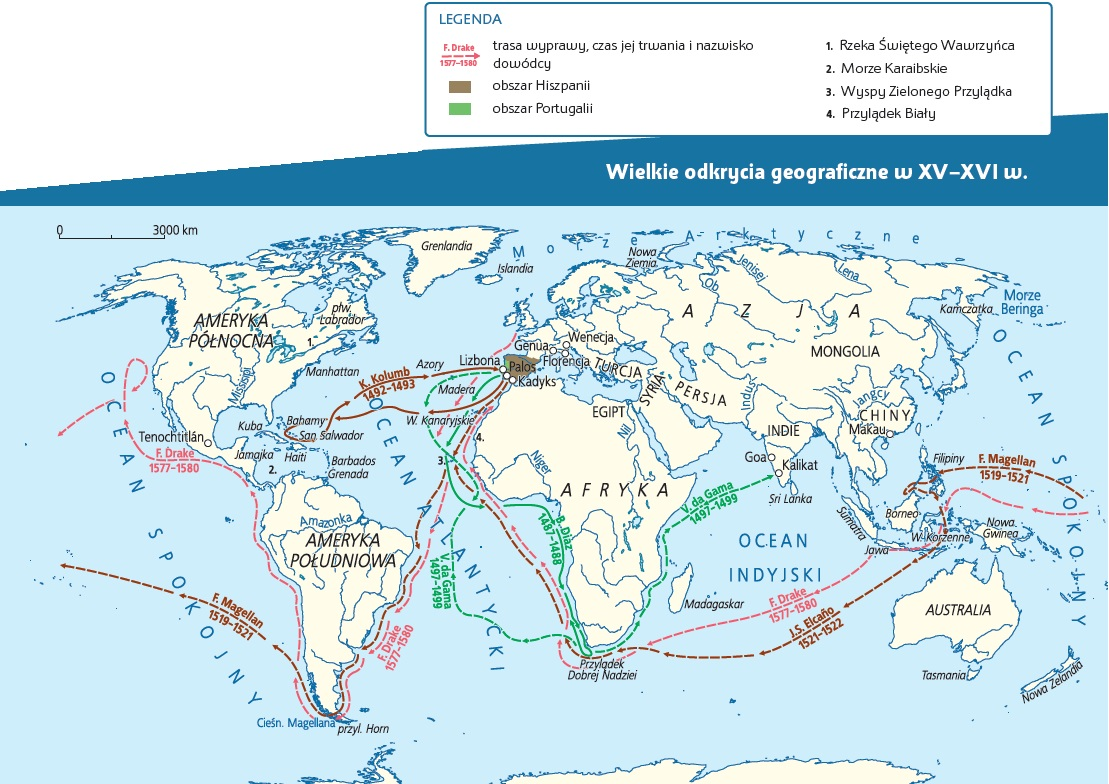 LEGENDA
F. Drake
1577–1580
trasa wyprawy, czas jej trwania i nazwisko
dowódcy
obszar Hiszpanii
obszar Portugalii
1. Rzeka Świętego Wawrzyńca
2. Morze Karaibskie
3. Wyspy Zielonego Przylądka
4. Przylądek Biały
Wielkie odkrycia geograficzne w XV–XVI w.
0 3000 km
Morze Arktyczne
Grenlandia
Islandia
Nowa
Ziemia
Ob
Jenisej
Lena
Kamczatka
Morze
Beringa
AZJA
MONGOLIA
AMERYKA
PÓŁNOCNA
płw.
Labrador
1.
Manhattan
Missisipi
Azory
Lizbona
Palos
Kadyks
Genua
Wenecja
Florencja
TURCJA
SYRIA
PERSJA
Indus
Jangcy
CHINY
Makau
INDIE
Goa
Kalikat
Sri Lanka
EGIPT
Nil
Niger
AFRYKA
Madera
W. Kanaryjskie
K. Kolumb
1492–1493
Bahamy
San Salwador
Kuba
Jamajka
Haiti
2.
Barbados
Grenada
Tenochtitlán
F. Drake
1577–1580
3.
4.
OCEAN SPOKOJNY
OCEAN ATLANTYCKI
OCEAN SPOKOJNY
Filipiny
F. Magellan
1519–1521
Borneo
Sumatra
Jawa
W. Korzenne
Nowa
Gwinea
V. da Gama
1497–1499
B. Diaz
1487–1488
V. da Gama
1497–1499
OCEAN
INDYJSKI
Madagaskar
Amazonka
AMERYKA
POŁUDNIOWA
F. Magellan
1519–1521
F. Drake
1577–1580
F. Drake
1577–1580
J.S. Elcaño
1521–1522
AUSTRALIA
Tasmania
Nowa Zelandia
Przylądek
Dobrej Nadziei
Cieśn. Magellana
przyl. Horn